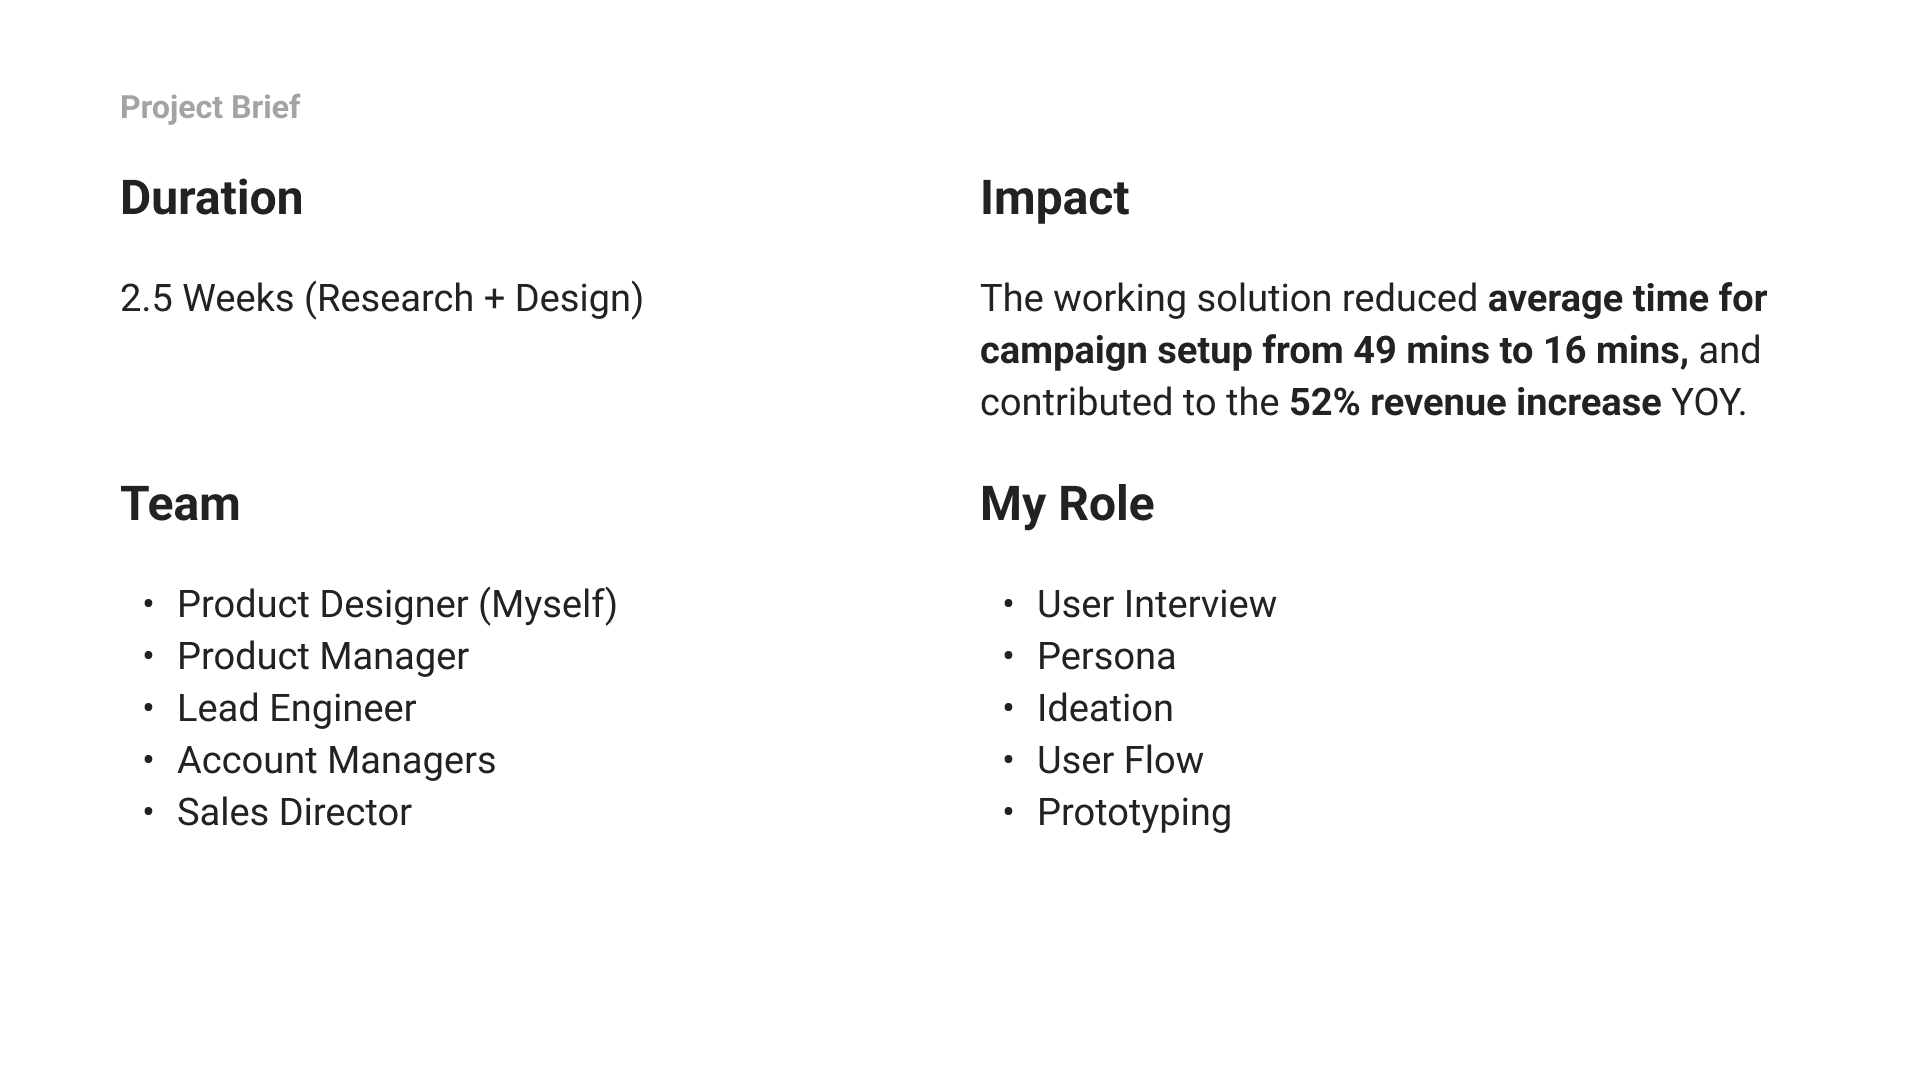 Project Brief
Duration
2.5 Weeks (Research + Design)
Impact
The working solution reduced average time for
campaign setup from 49 mins to 16 mins, and
contributed to the 52% revenue increase YOY.
Team
• Product Designer (Myself)
• Product Manager
• Lead Engineer
• Account Managers
• Sales Director
My Role
• User Interview
• Persona
• Ideation
• User Flow
• Prototyping